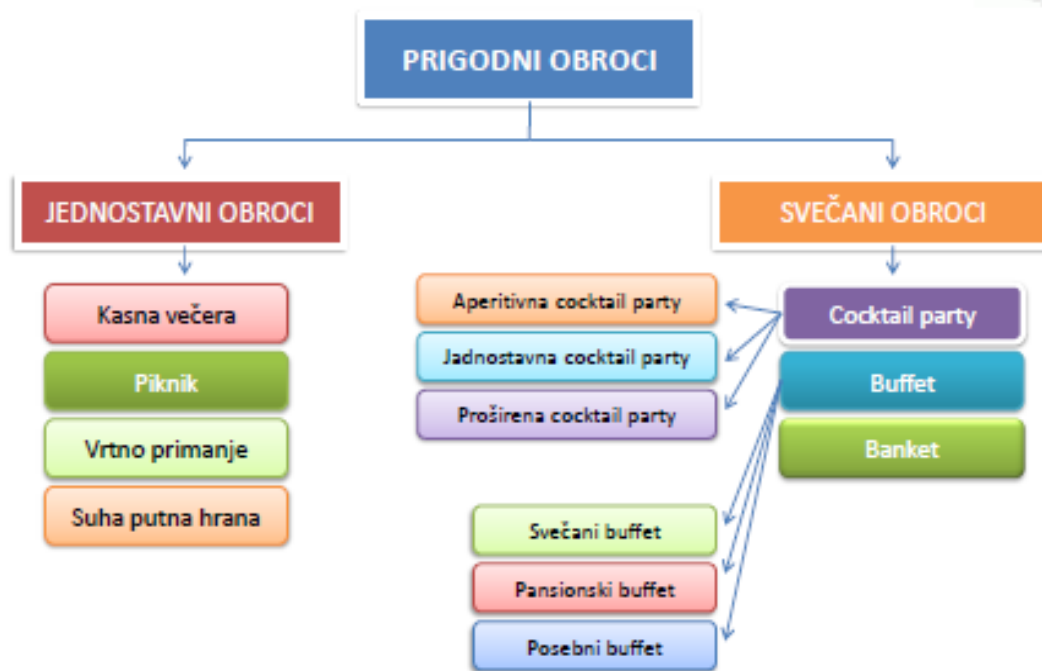 PRIGODNI OBROCI
JEDNOSTAVNI OBROCI
SVEČANI OBROCI
Kasna večera
Piknik
Vrtno primanje
Suha putna hrana
Aperitivna cocktail party
Jadnostavna cocktail party
Proširena cocktail party
Cocktail party
Buffet
Banket
Svečani buffet
Pansionski buffet
Posebni buffet